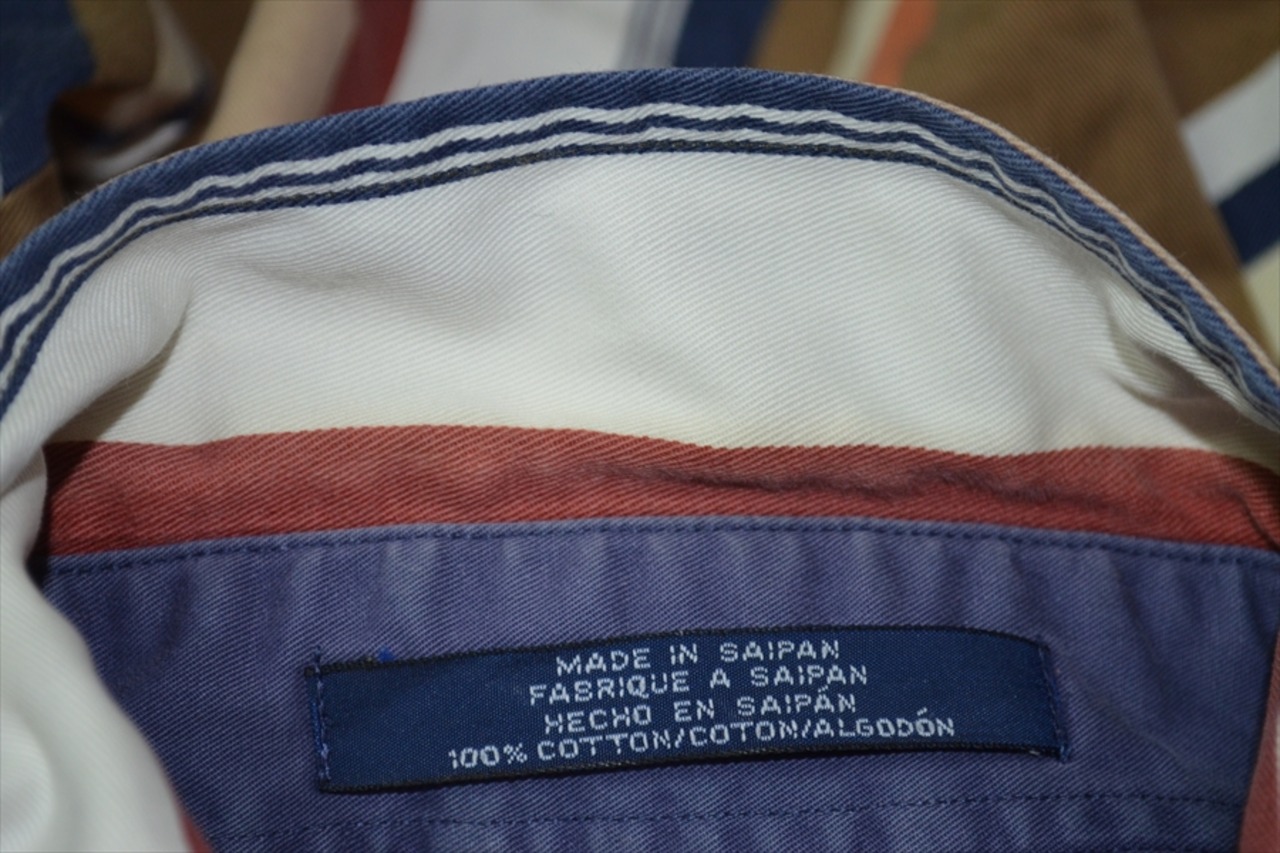 MADE IN SAIPAN
FABRIQUE A SAIPAN
HECHO EN SAIPÁN
100% COTTON/COTON/ALGODÓN